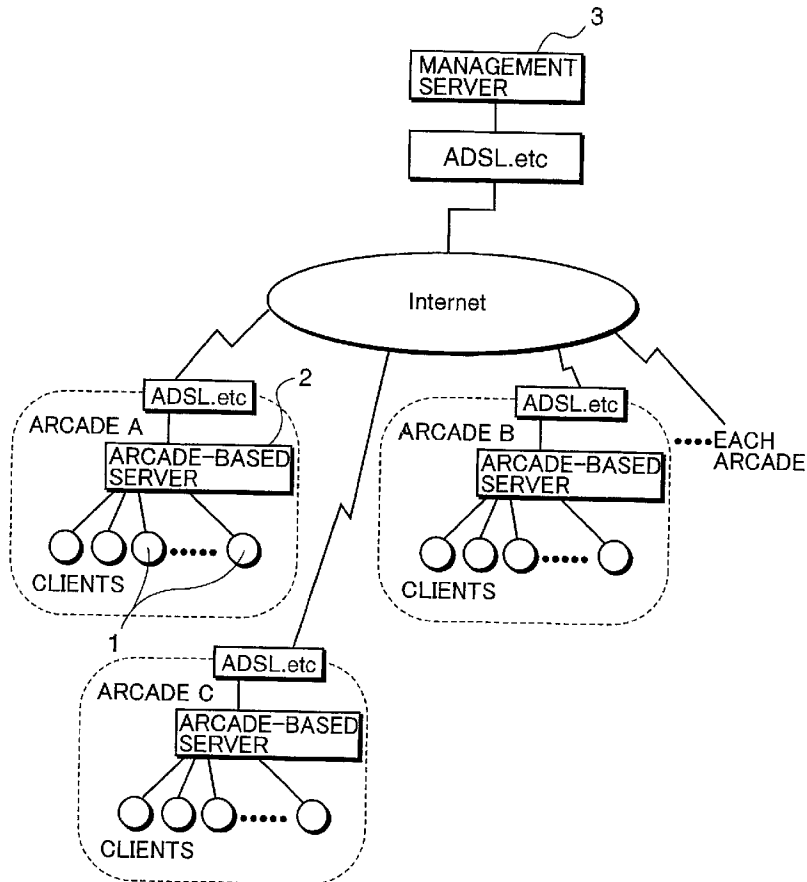 3
MANAGEMENT
SERVER
ADSL.etc
Internet
ADSL.etc
2
ARCADE A
ARCADE-BASED
SERVER
CLIENTS
1
ADSL.etc
ARCADE B
ARCADE-BASED
SERVER
CLIENTS
•••••EACH
ARCADE
ADSL.etc
ARCADE C
ARCADE-BASED
SERVER
CLIENTS